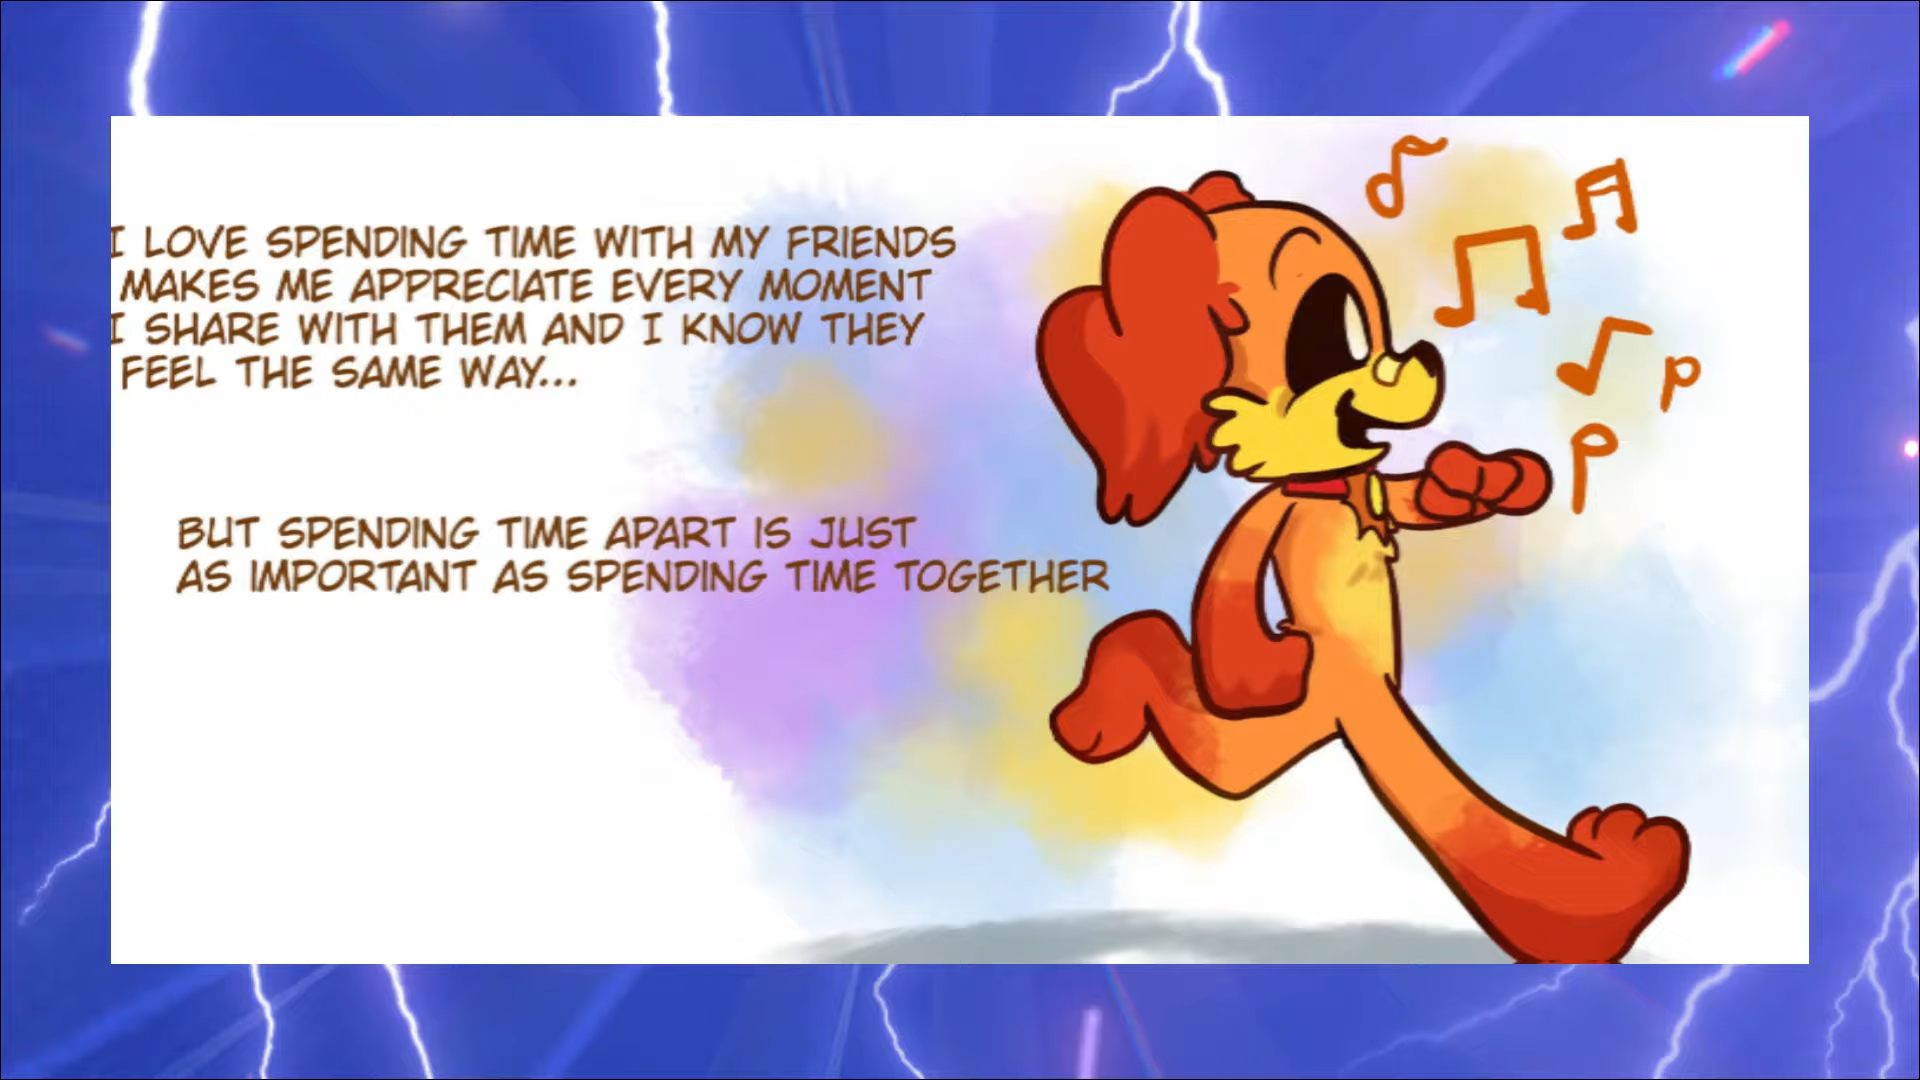 I LOVE SPENDING TIME WITH MY FRIENDS
MAKES ME APPRECIATE EVERY MOMENT
I SHARE WITH THEM AND I KNOW THEY
FEEL THE SAME WAY...
BUT SPENDING TIME APART IS JUST
AS IMPORTANT AS SPENDING TIME TOGETHER